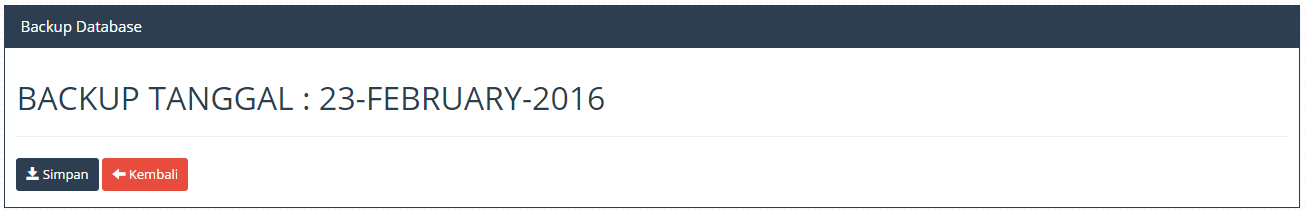 Backup Database
BACKUP TANGGAL : 23-FEBRUARY-2016
Simpan Kembali